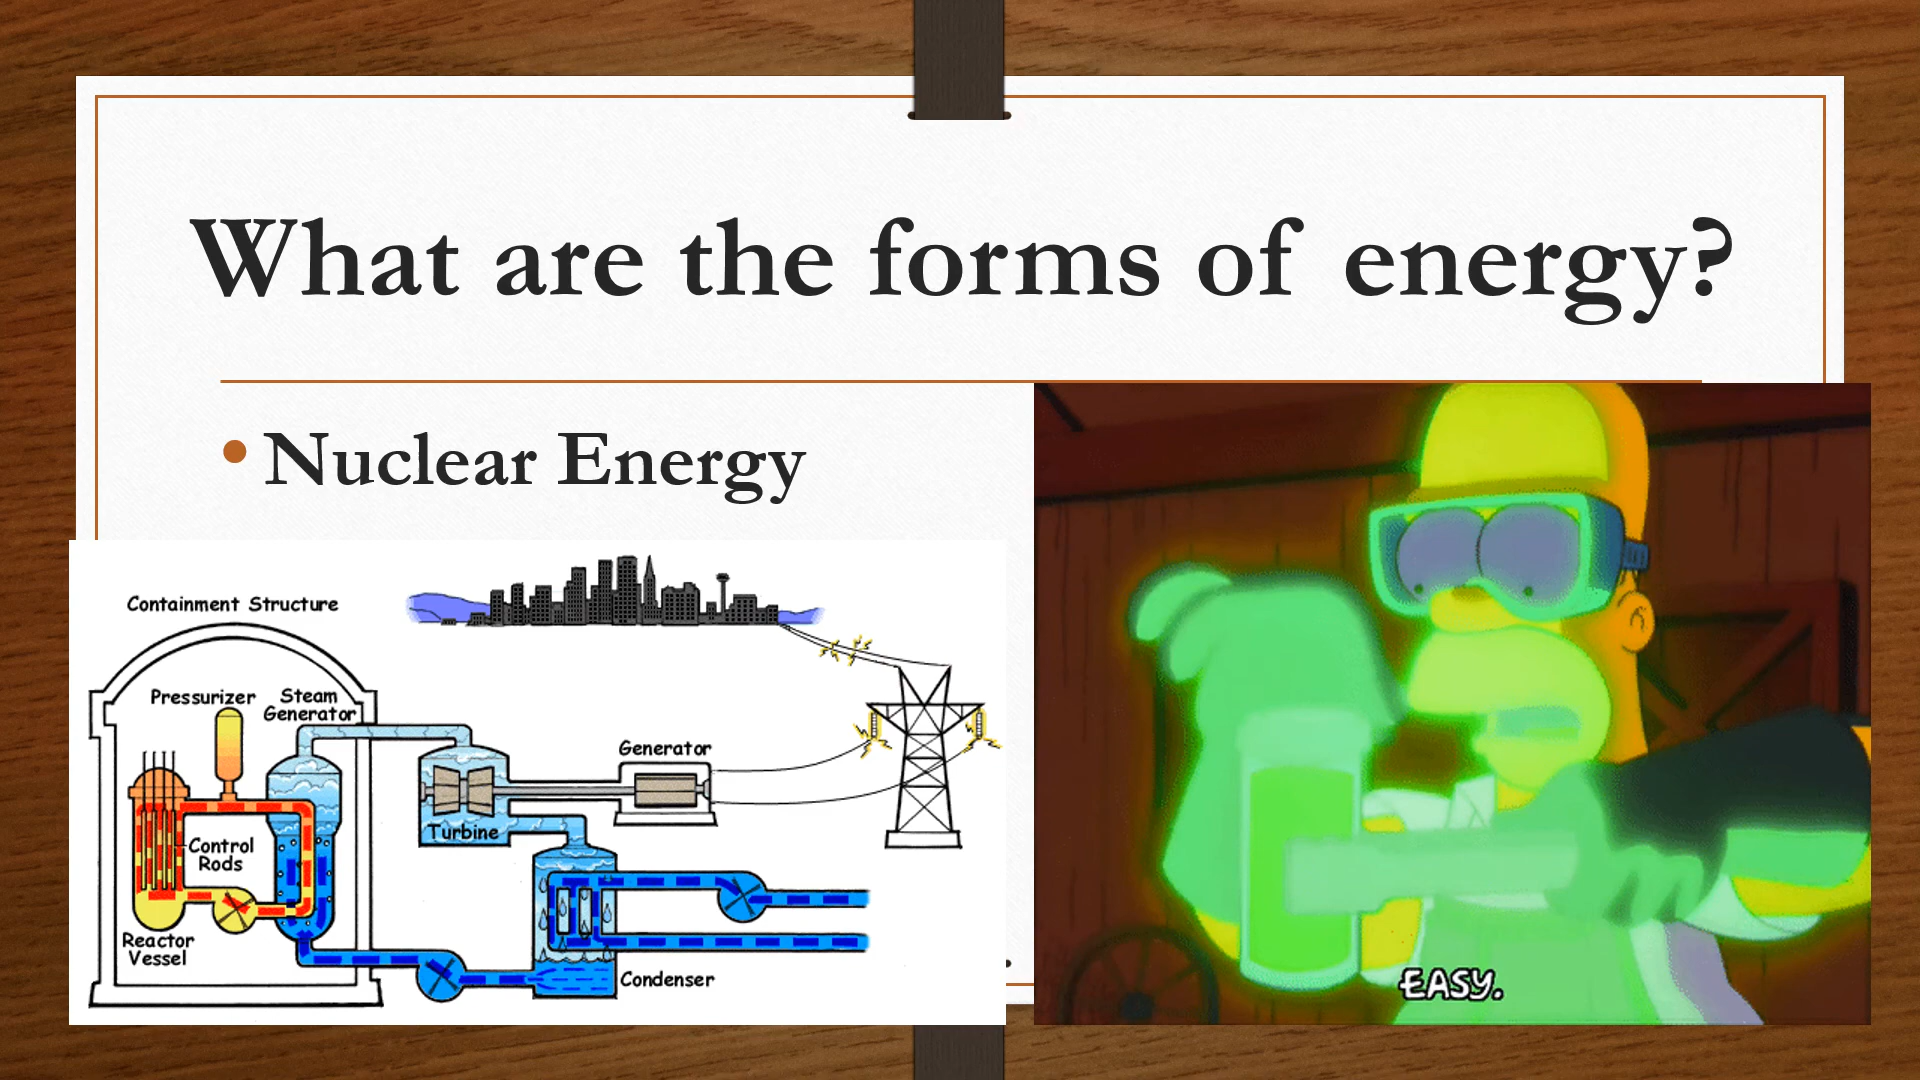 What are the forms of energy?
• Nuclear Energy
Containment Structure
Pressurizer
Steam
Generator
Generator
Turbine
Control
Rods
Reactor
Vessel
Condenser
EASY.